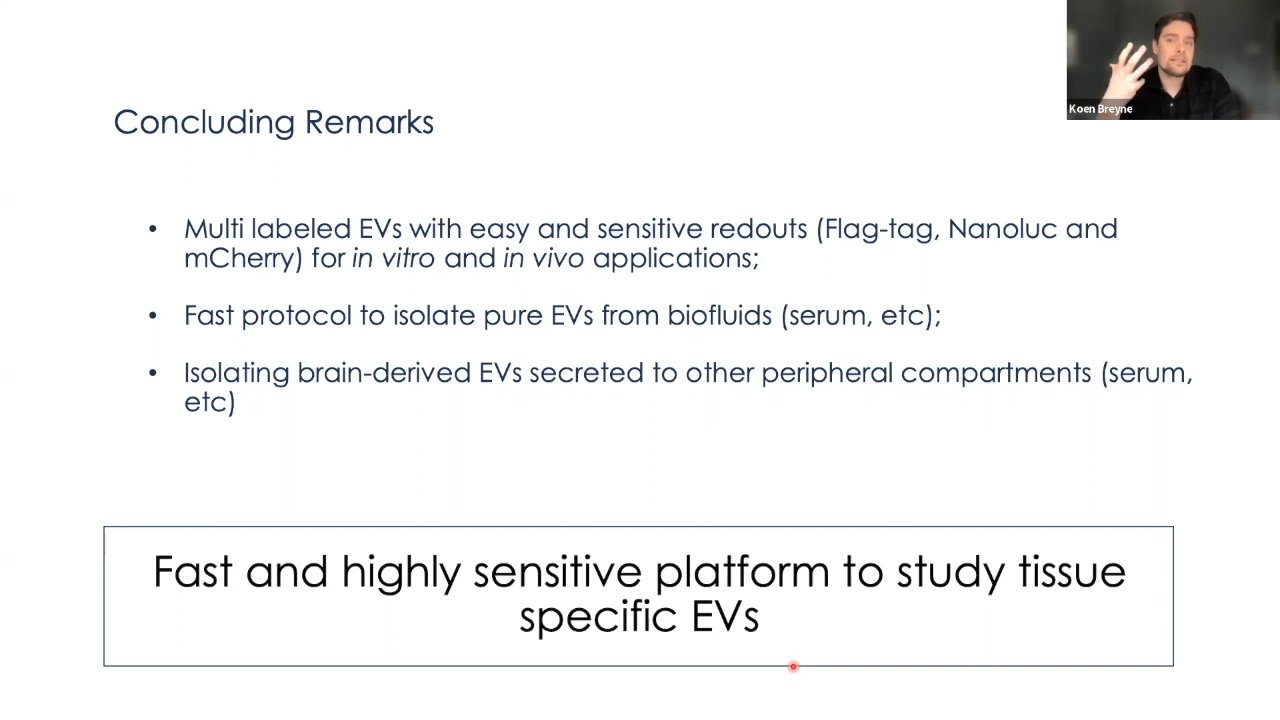 Koen Breyne
Concluding Remarks
• Multi labeled EVs with easy and sensitive redouts (Flag-tag, Nanoluc and
mCherry) for in vitro and in vivo applications;
• Fast protocol to isolate pure EVs from biofluids (serum, etc);
• Isolating brain-derived EVs secreted to other peripheral compartments (serum,
etc)
Fast and highly sensitive platform to study tissue
specific EVs